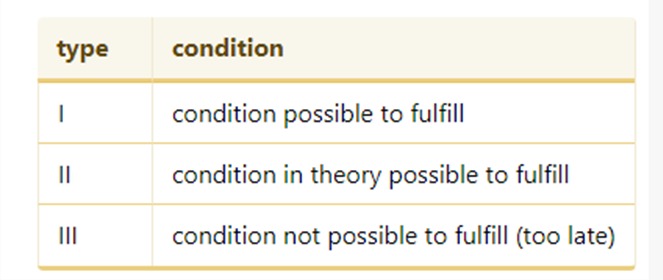 type condition
I condition possible to fulfill
II condition in theory possible to fulfill
III condition not possible to fulfill (too late)